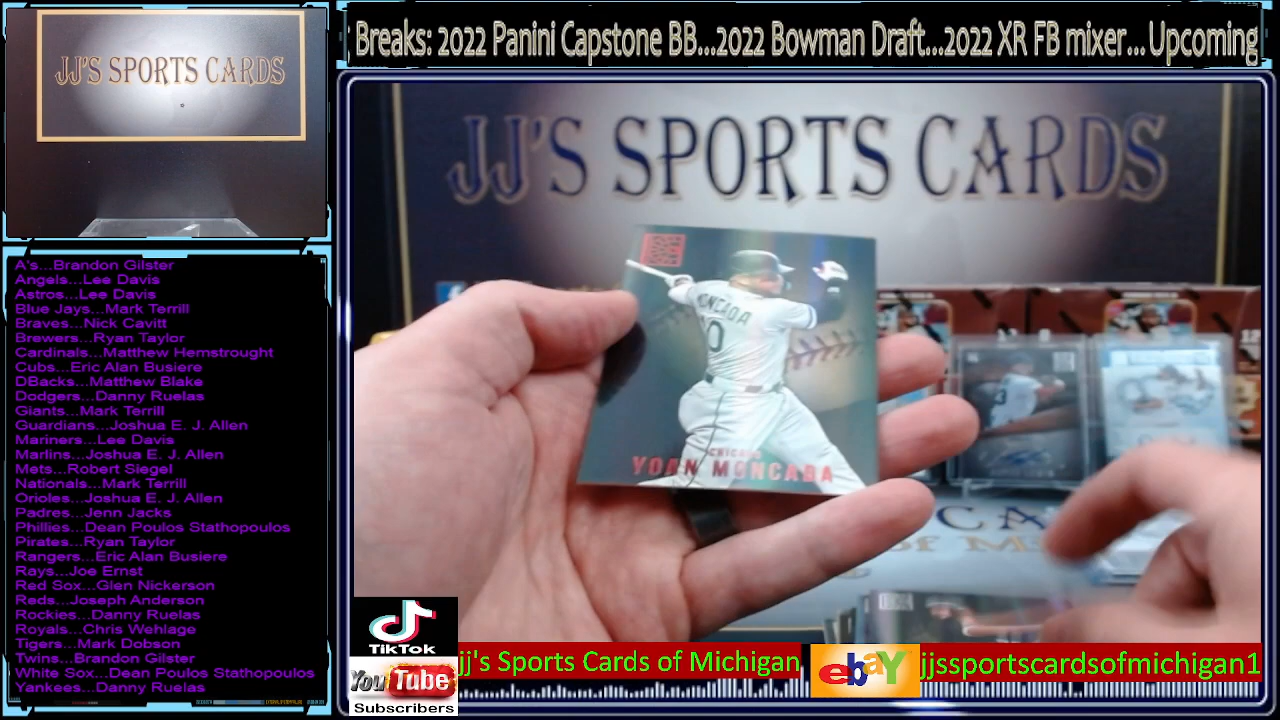 JJ'S SPORTS CARDS
Breaks: 2022 Panini Capstone BB...2022 Bowman Draft...2022 XR FB mixer... Upcoming
JJ'S SPORTS CARDS
MONCADA
0
CHICAGO
YOAN MONCADA
A's...Brandon Gilster
Angels...Lee Davis
Astros...Lee Davis
Blue Jays...Mark Terrill
Braves...Nick Cavitt
Brewers...Ryan Taylor
Cardinals...Matthew Hemstrought
Cubs...Eric Alan Busiere
DBacks...Matthew Blake
Dodgers...Danny Ruelas
Giants...Mark Terrill
Guardians...Joshua E. J. Allen
Mariners...Lee Davis
Marlins...Joshua E. J. Allen
Mets...Robert Siegel
Nationals...Mark Terrill
Orioles...Joshua E. J. Allen
Padres...Jenn Jacks
Phillies...Dean Poulos Stathopoulos
Pirates...Ryan Taylor
Rangers...Eric Alan Busiere
Rays...Joe Ernst
Red Sox...Glen Nickerson
Reds...Joseph Anderson
Rockies...Danny Ruelas
Royals...Chris Wehlage
Tigers...Mark Dobson
Twins...Brandon Gilster
White Sox...Dean Poulos Stathopoulos
Yankees...Danny Ruelas
TikTok
YouTube
Subscribers
jj's Sports Cards of Michigan
ebay
jjssportscardsofmichigan1